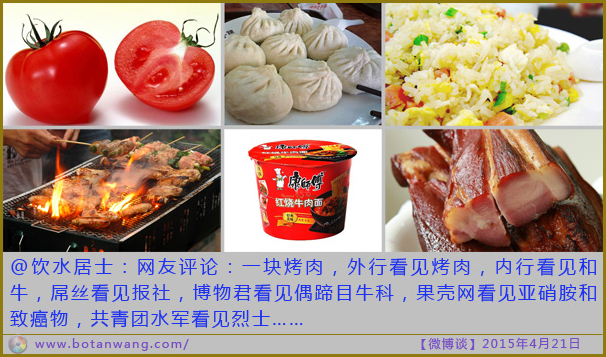 康师傅
红烧牛肉面
@饮水居士：网友评论：一块烤肉，外行看见烤肉，内行看见和
牛，屌丝看见报社，博物君看见偶蹄目牛科，果壳网看见亚硝胺和
致癌物，共青团水军看见烈士……
www.botanwang.com/
【微博谈】2015年4月21日